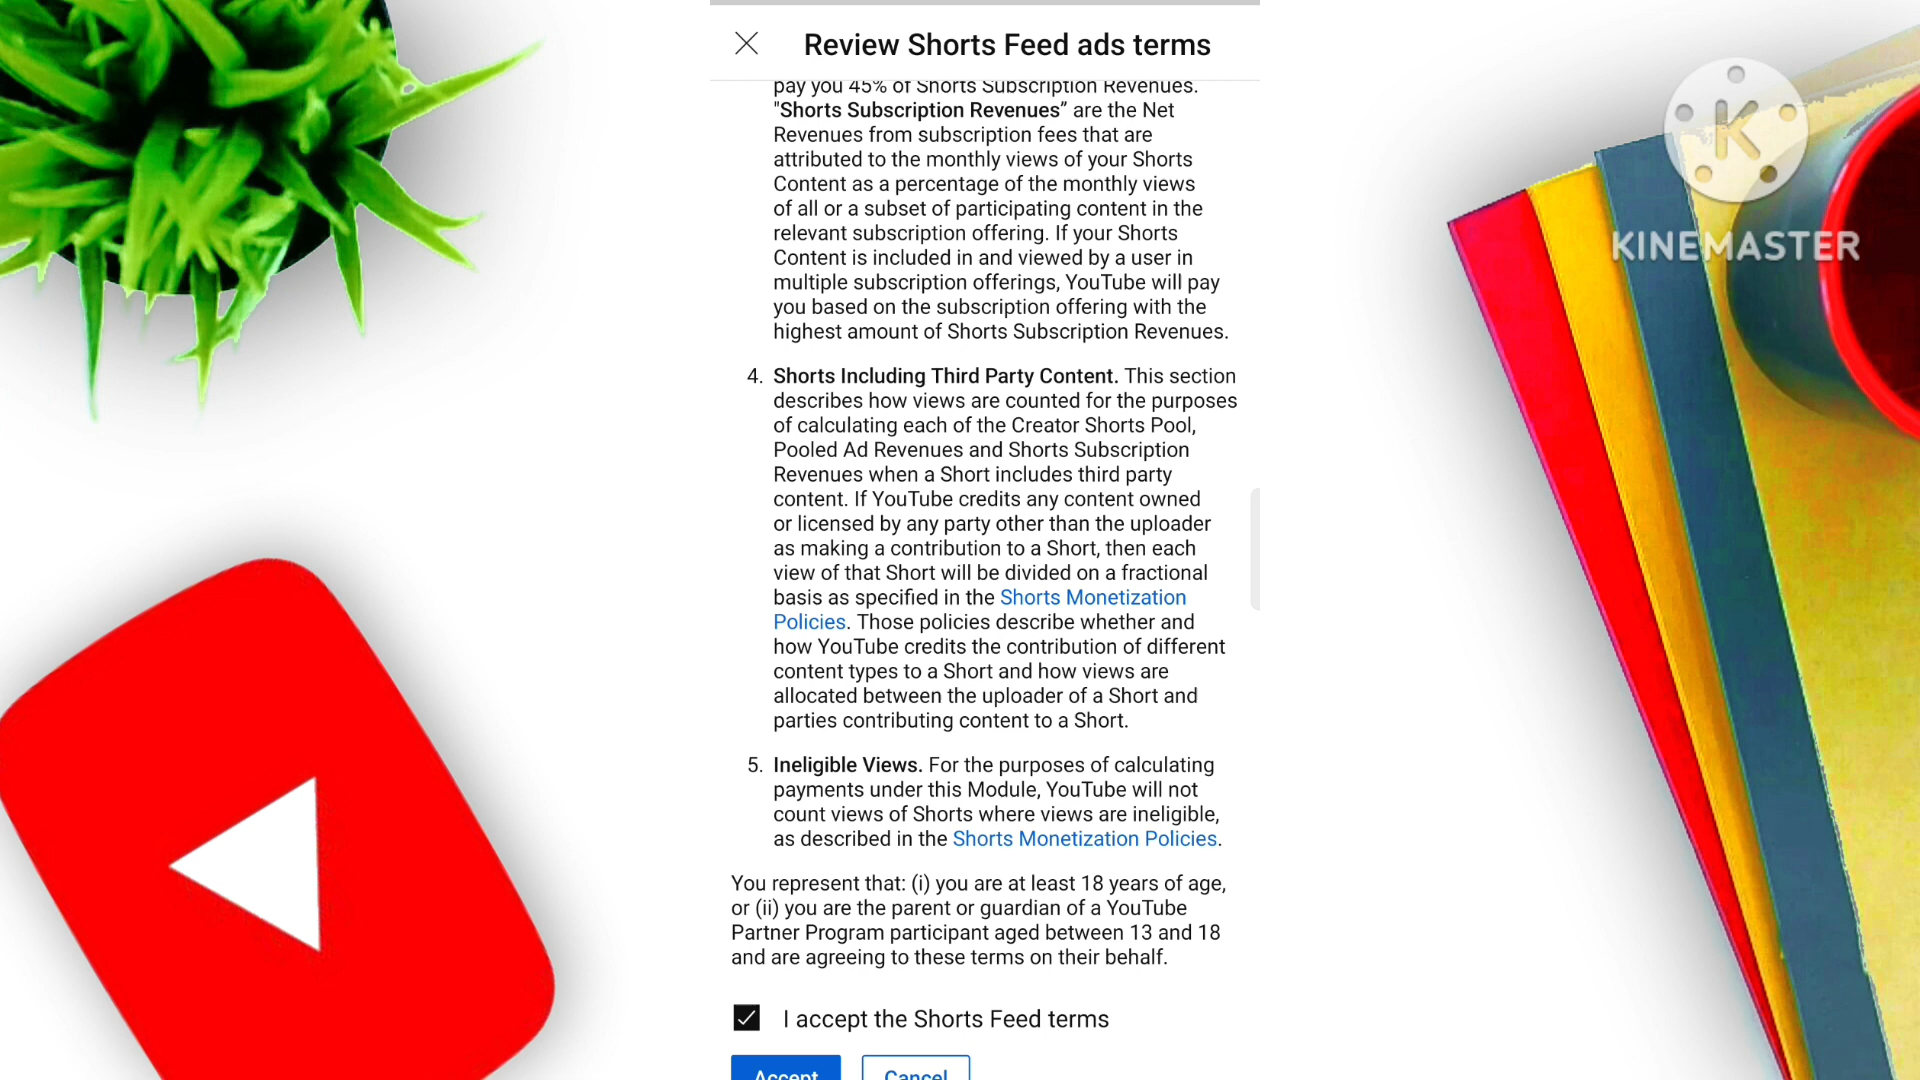 Review Shorts Feed ads terms
pay you 45% of Shorts Subscription Revenues.
"Shorts Subscription Revenues” are the Net
Revenues from subscription fees that are
attributed to the monthly views of your Shorts
Content as a percentage of the monthly views
of all or a subset of participating content in the
relevant subscription offering. If your Shorts
Content is included in and viewed by a user in
multiple subscription offerings, YouTube will pay
you based on the subscription offering with the
highest amount of Shorts Subscription Revenues.
4. Shorts Including Third Party Content. This section
describes how views are counted for the purposes
of calculating each of the Creator Shorts Pool,
Pooled Ad Revenues and Shorts Subscription
Revenues when a Short includes third party
content. If YouTube credits any content owned
or licensed by any party other than the uploader
as making a contribution to a Short, then each
view of that Short will be divided on a fractional
basis as specified in the Shorts Monetization
Policies. Those policies describe whether and
how YouTube credits the contribution of different
content types to a Short and how views are
allocated between the uploader of a Short and
parties contributing content to a Short.
5. Ineligible Views. For the purposes of calculating
payments under this Module, YouTube will not
count views of Shorts where views are ineligible,
as described in the Shorts Monetization Policies.
You represent that: (i) you are at least 18 years of age,
or (ii) you are the parent or guardian of a YouTube
Partner Program participant aged between 13 and 18
and are agreeing to these terms on their behalf.
I accept the Shorts Feed terms
Accept Cancel
K
KINEMASTER